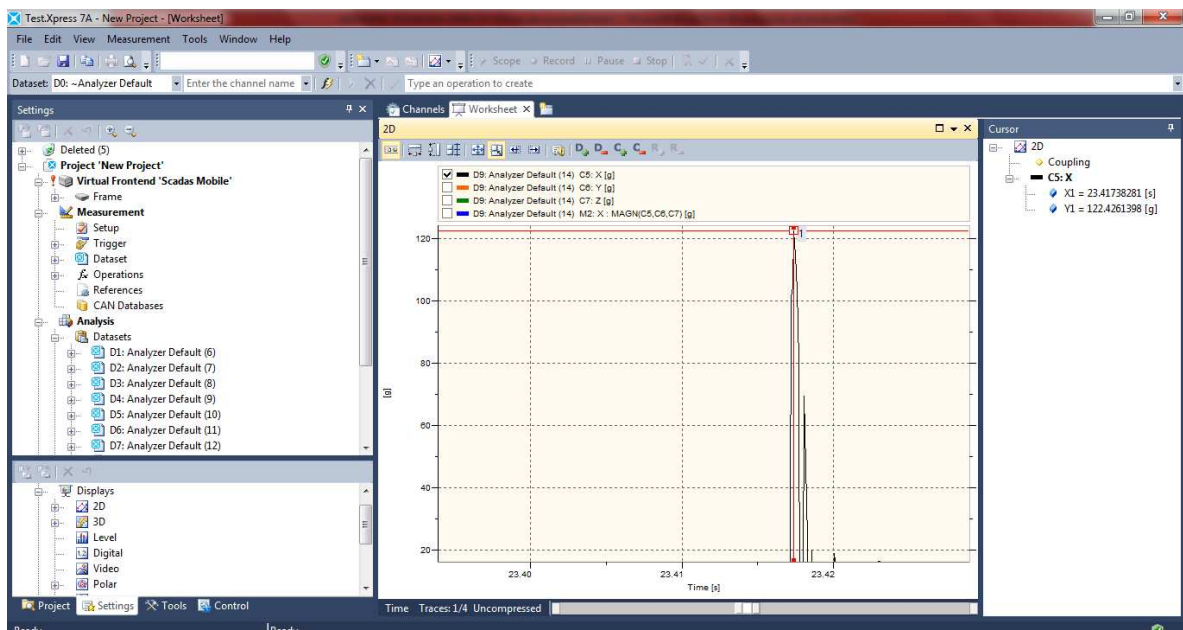 Test.Xpress 7A - New Project - [Worksheet]
File Edit View Measurement Tools Window Help
Scope Record Pause Stop
Dataset: D0: ~Analyzer Default Enter the channel name Type an operation to create
Settings
Deleted (5)
Project 'New Project'
Virtual Frontend 'Scadas Mobile'
Frame
Measurement
Setup
Trigger
Dataset
fx Operations
References
CAN Databases
Analysis
Datasets
D1: Analyzer Default (6)
D2: Analyzer Default (7)
D3: Analyzer Default (8)
D4: Analyzer Default (9)
D5: Analyzer Default (10)
D6: Analyzer Default (11)
D7: Analyzer Default (12)
Displays
2D
3D
Level
1.2 Digital
Video
Polar
Project Settings Tools Control
Ready Ready
Channels Worksheet
2D
D9: Analyzer Default (14) C5: X [g]
D9: Analyzer Default (14) C6: Y [g]
D9: Analyzer Default (14) C7: Z [g]
D9: Analyzer Default (14) M2: X : MAGN(C5,C6,C7) [g]
1
120
100
80
60
40
20
[g]
23.40 23.41 23.42
Time [s]
Time Traces: 1/4 Uncompressed
Cursor
2D
Coupling
C5: X
X1 = 23.41738281 [s]
Y1 = 122.4261398 [g]